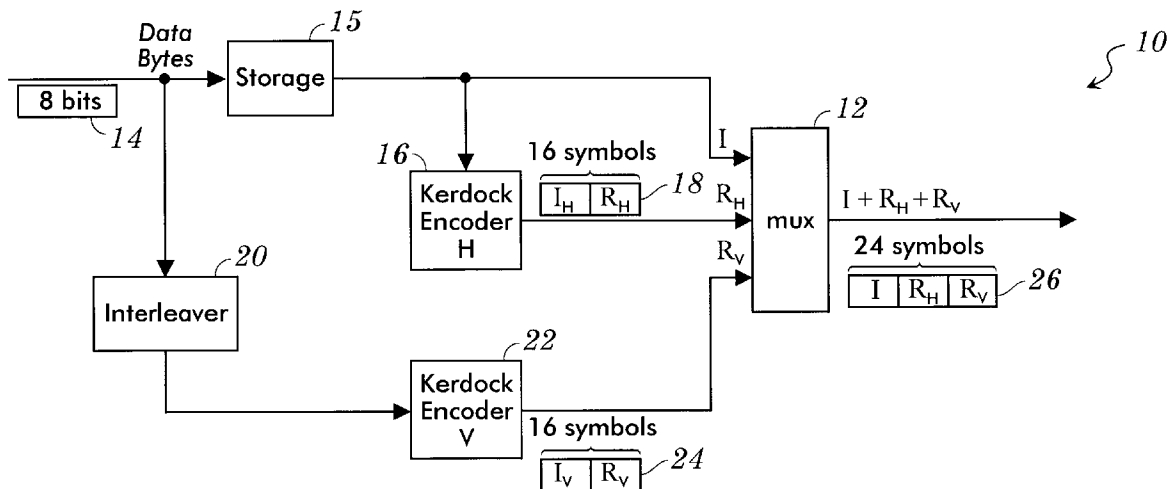 Data
Bytes
15
10
Storage
8 bits
14
12
I
16
16 symbols
18
Kerdock
Encoder
H
I_H R_H
R_H
mux
I + R_H + R_V
24 symbols
I R_H R_V
26
R_V
20
Interleaver
22
Kerdock
Encoder
V
16 symbols
I_V R_V
24